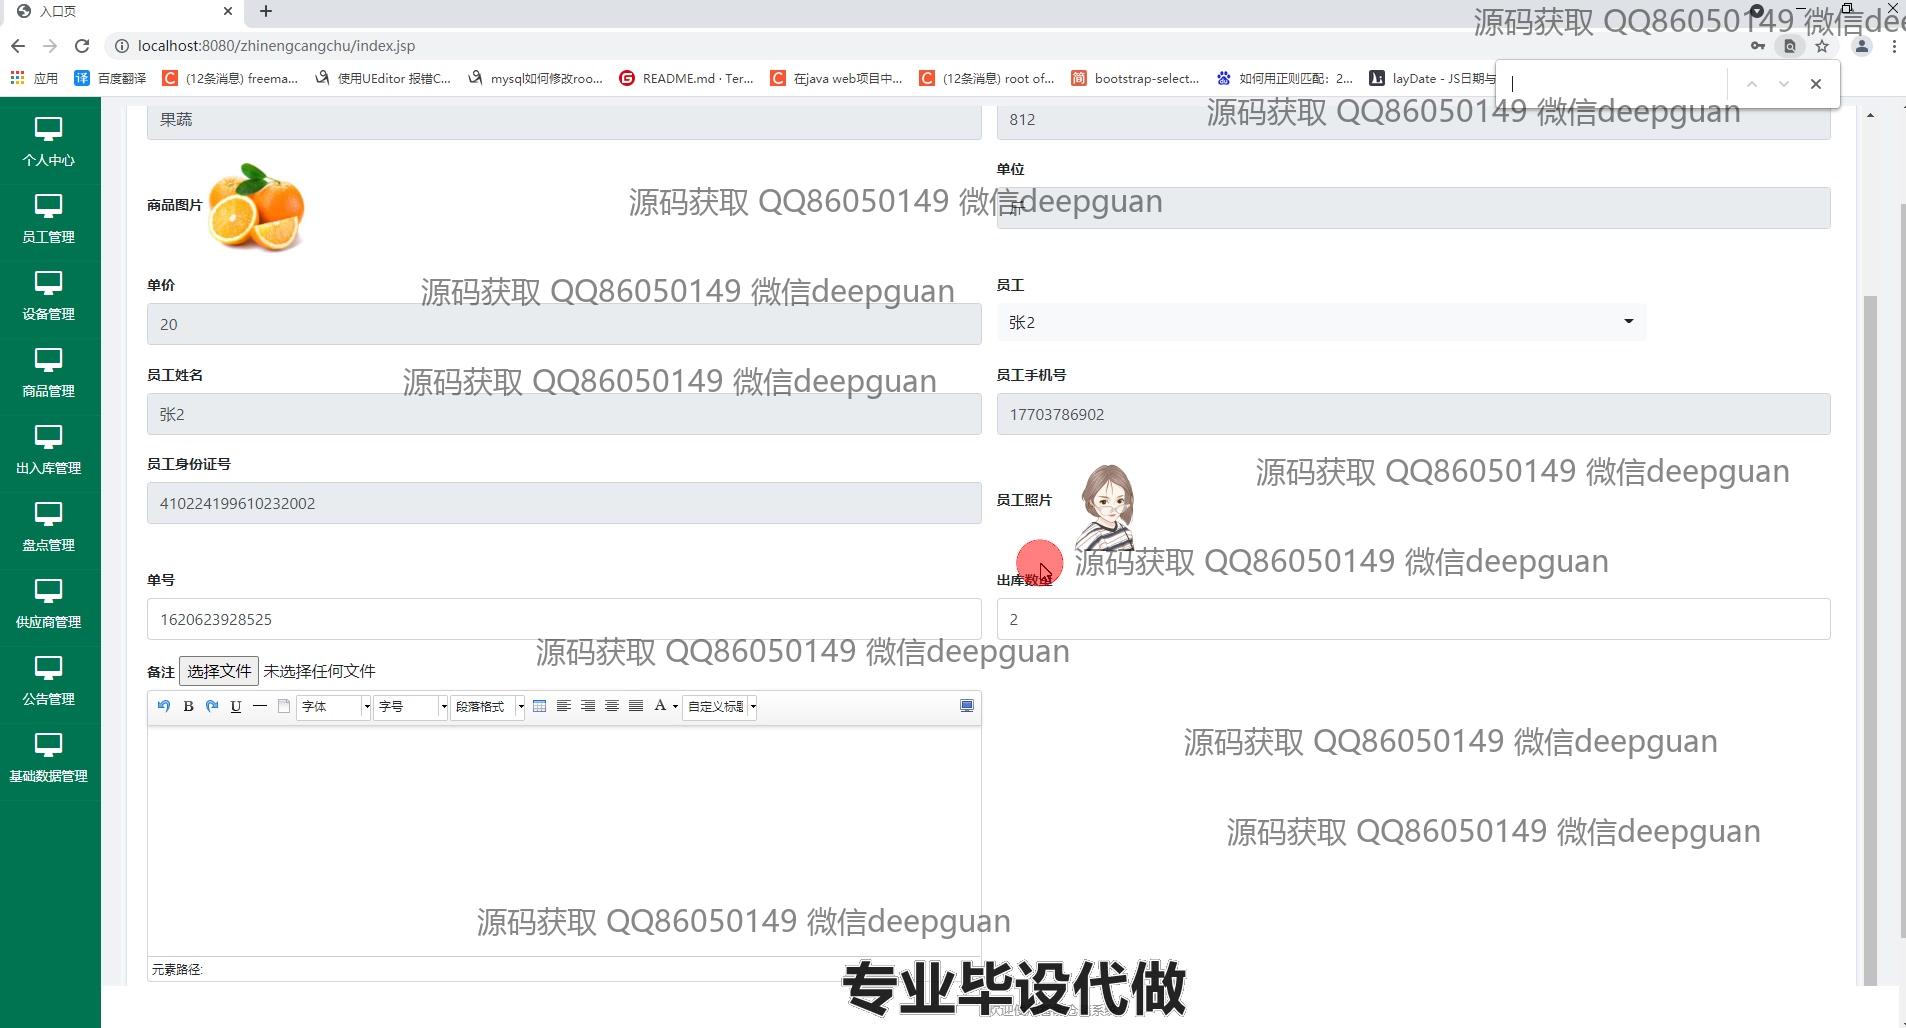 入口页
源码获取 QQ86050149 微信de
localhost:8080/zhinengcangchu/index.jsp
应用 百度翻译 (12条消息) freema... 使用UEditor 报错C... mysql如何修改roo... README.md · Ter... 在java web项目中... (12条消息) root of... bootstrap-select... 如何用正则匹配：2... layDate - JS日期与
源码获取 QQ86050149 微信deepguan
果蔬 812
个人中心
单位
商品图片
源码获取 QQ86050149 微信deepguan
斤
员工管理
单价 员工
源码获取 QQ86050149 微信deepguan
设备管理
20 张2
员工姓名 员工手机号
源码获取 QQ86050149 微信deepguan
商品管理
张2 17703786902
员工身份证号
出入库管理
源码获取 QQ86050149 微信deepguan
410224199610232002 员工照片
盘点管理
源码获取 QQ86050149 微信deepguan
单号 出库数量
1620623928525 2
供应商管理
源码获取 QQ86050149 微信deepguan
备注 选择文件 未选择任何文件
公告管理
B U 字体 字号 段落格式 A 自定义标题
源码获取 QQ86050149 微信deepguan
基础数据管理
源码获取 QQ86050149 微信deepguan
源码获取 QQ86050149 微信deepguan
元素路径:
专业毕设代做